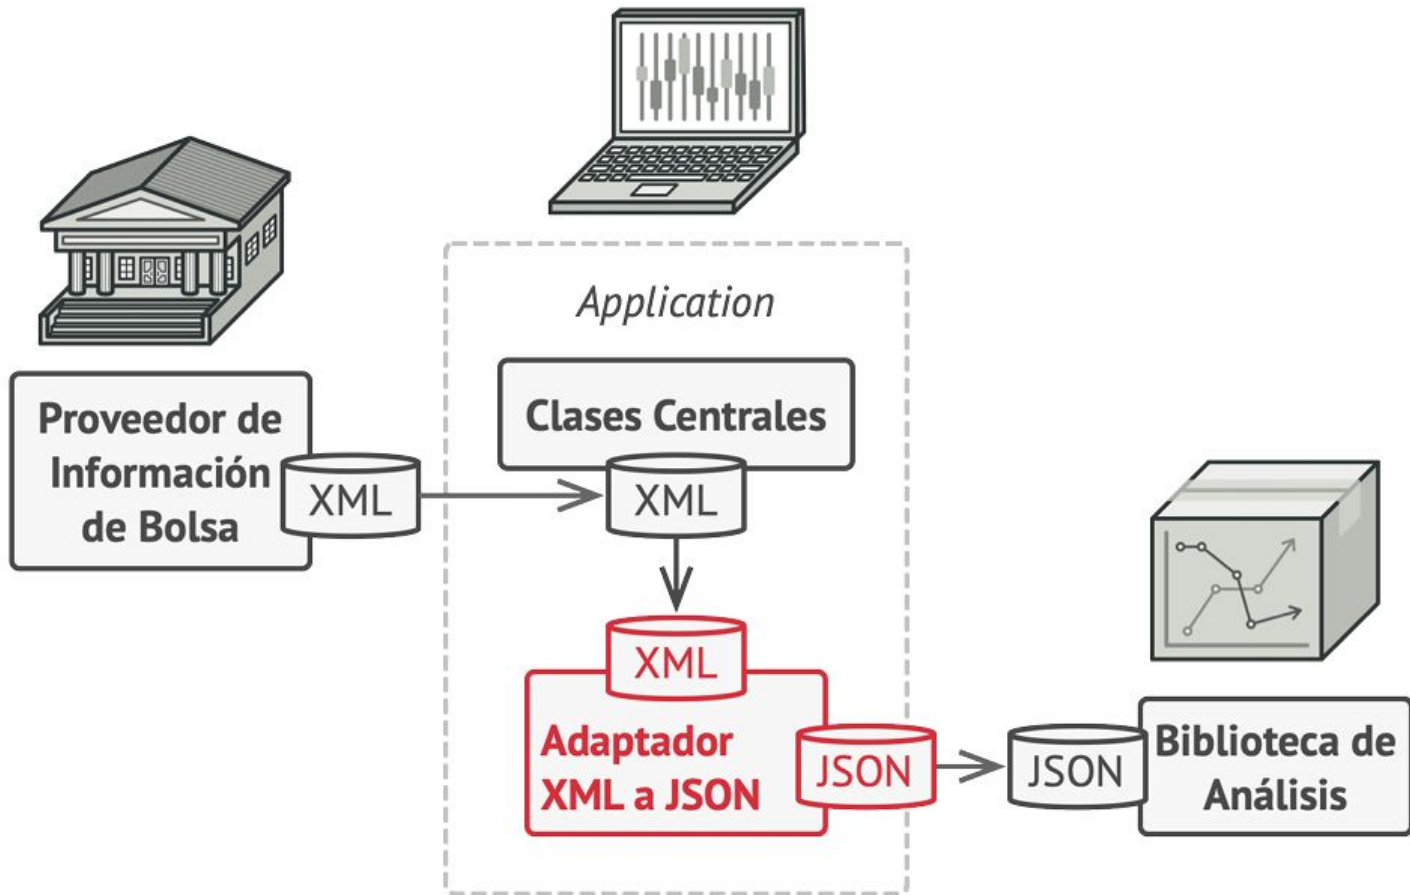 Application
Proveedor de
Información
de Bolsa
XML
Clases Centrales
XML
XML
Adaptador
XML a JSON
JSON
JSON
Biblioteca de
Análisis